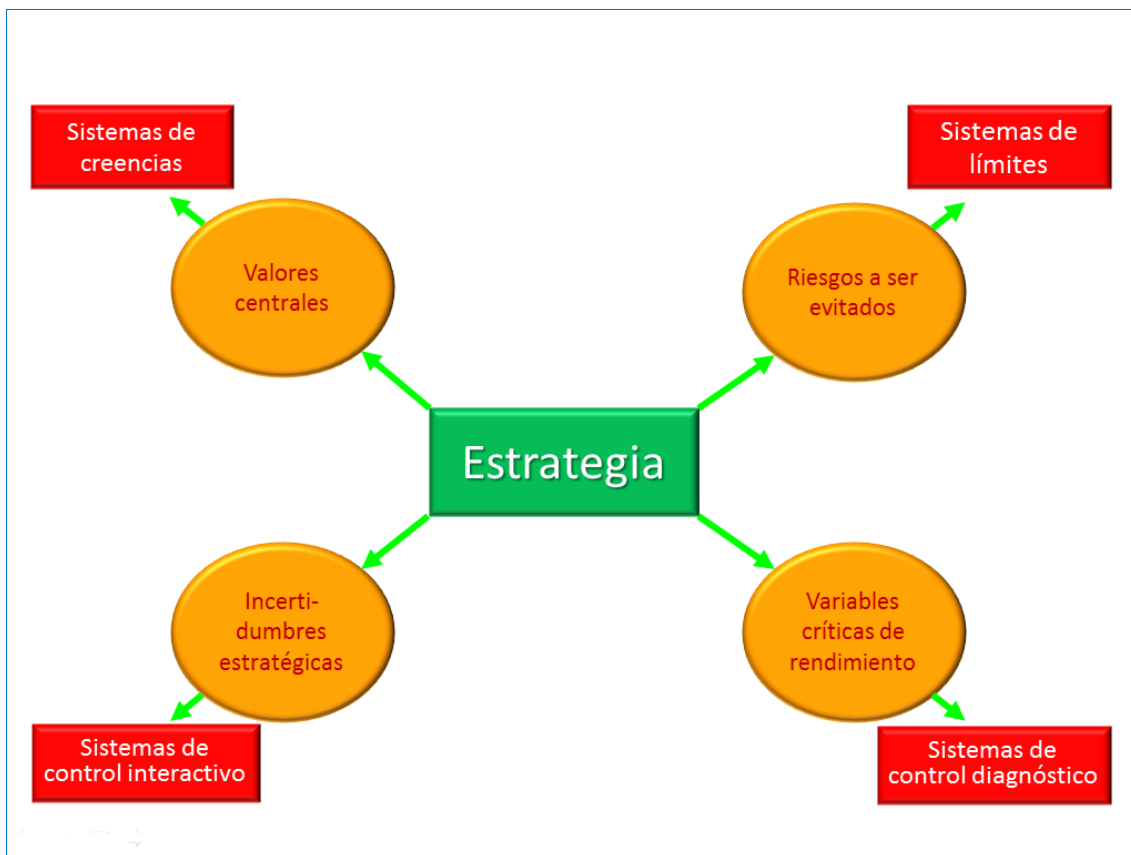 Sistemas de
creencias
Sistemas de
límites
Valores
centrales
Riesgos a ser
evitados
Estrategia
Incerti-
dumbres
estratégicas
Variables
críticas de
rendimiento
Sistemas de
control interactivo
Sistemas de
control diagnóstico